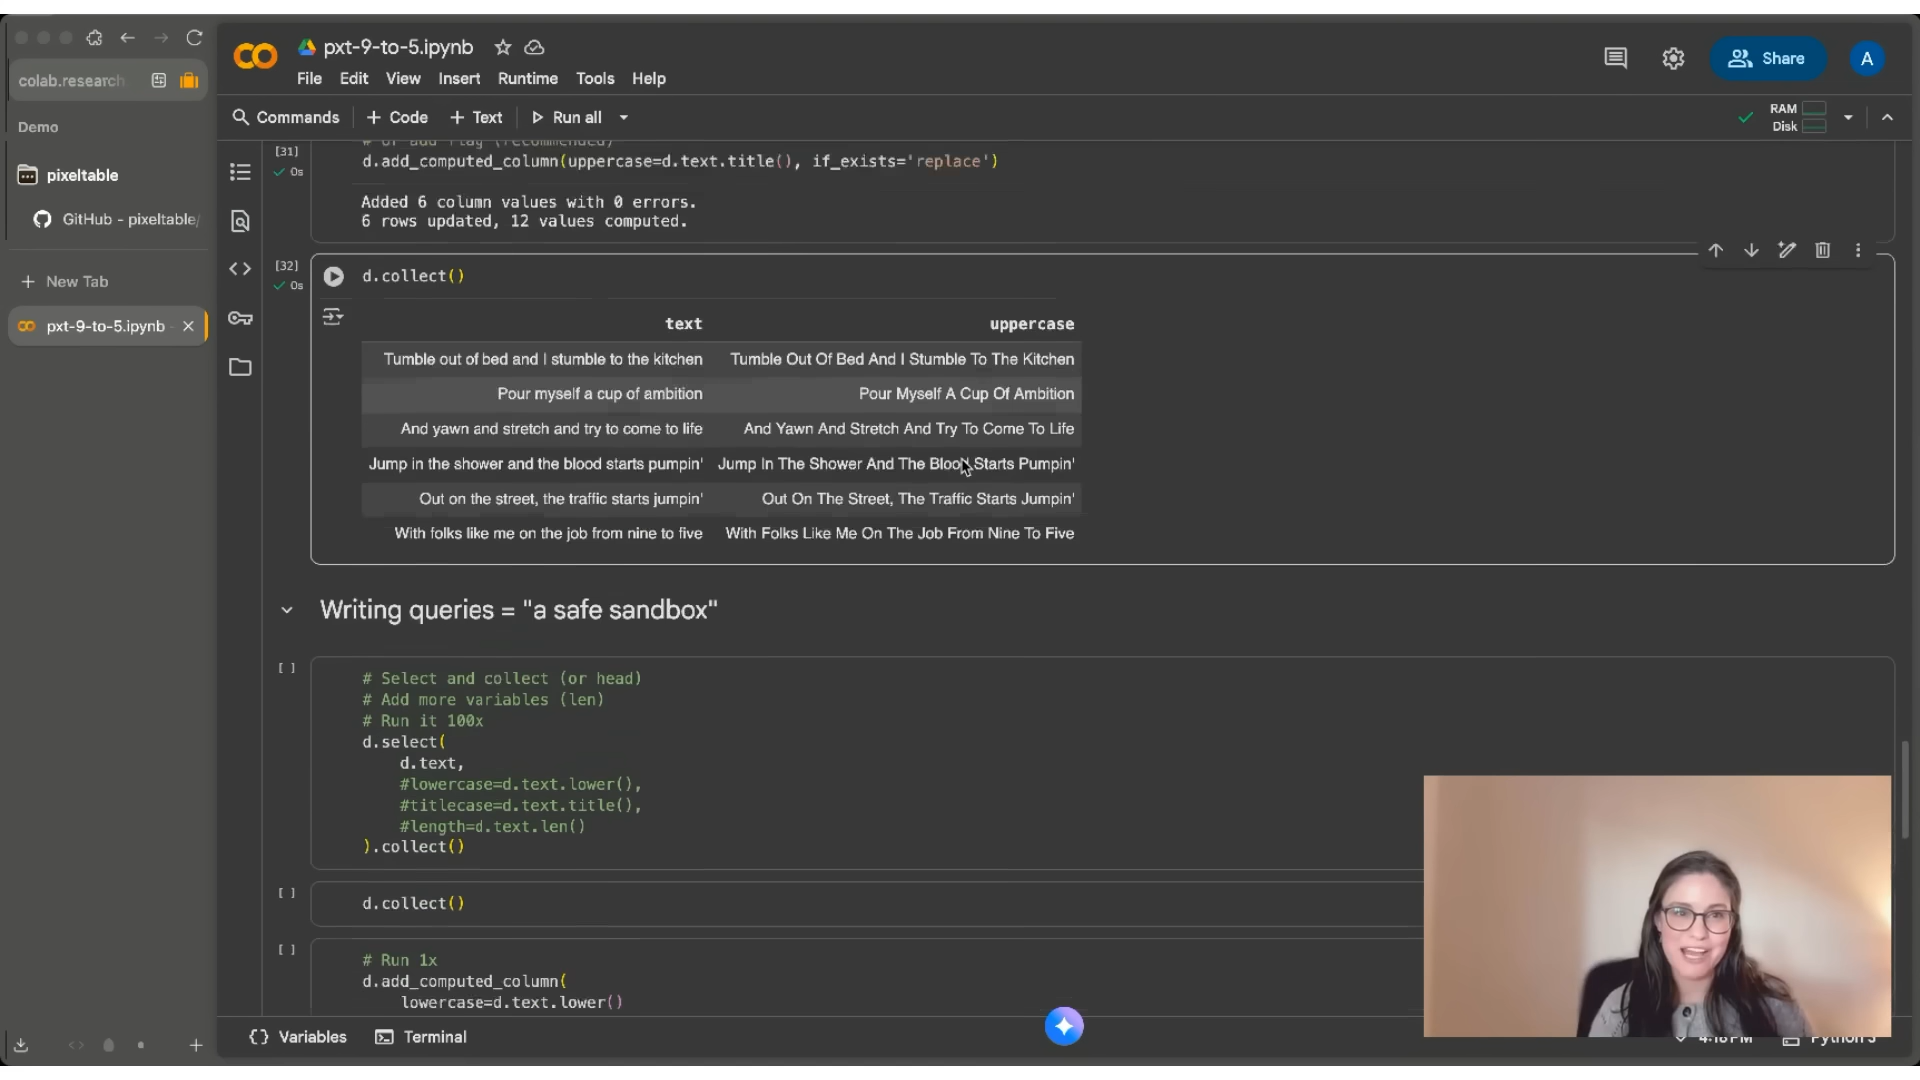 colab.research
Demo
pixeltable
GitHub - pixeltable/
New Tab
pxt-9-to-5.ipynb
pxt-9-to-5.ipynb
File Edit View Insert Runtime Tools Help
Share
A
Commands + Code + Text Run all
RAM
Disk
[31]
0s
# or add flag (recommended)
d.add_computed_column(uppercase=d.text.title(), if_exists='replace')
Added 6 column values with 0 errors.
6 rows updated, 12 values computed.
[32]
0s
d.collect()
text uppercase
Tumble out of bed and I stumble to the kitchen Tumble Out Of Bed And I Stumble To The Kitchen
Pour myself a cup of ambition Pour Myself A Cup Of Ambition
And yawn and stretch and try to come to life And Yawn And Stretch And Try To Come To Life
Jump in the shower and the blood starts pumpin' Jump In The Shower And The Blood Starts Pumpin'
Out on the street, the traffic starts jumpin' Out On The Street, The Traffic Starts Jumpin'
With folks like me on the job from nine to five With Folks Like Me On The Job From Nine To Five
Writing queries = "a safe sandbox"
[ ]
# Select and collect (or head)
# Add more variables (len)
# Run it 100x
d.select(
d.text,
#lowercase=d.text.lower(),
#titlecase=d.text.title(),
#length=d.text.len()
).collect()
[ ]
d.collect()
[ ]
# Run 1x
d.add_computed_column(
lowercase=d.text.lower()
Variables Terminal
4:18 PM Python 3